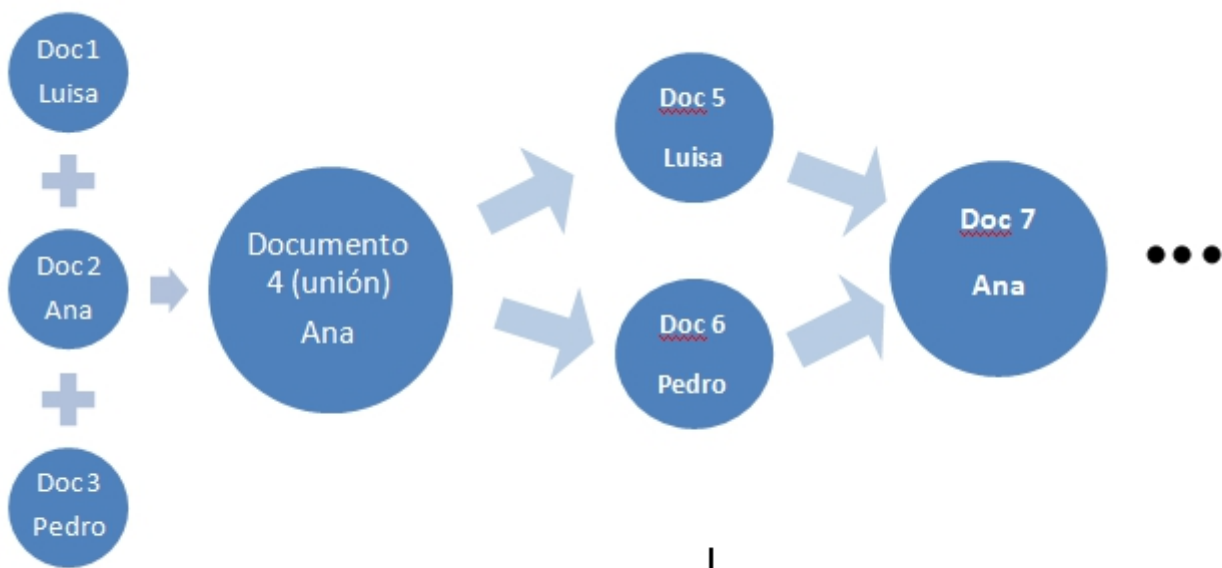 Doc1
Luisa
Doc2
Ana
Doc3
Pedro
Documento
4 (unión)
Ana
Doc 5
Luisa
Doc 6
Pedro
Doc 7
Ana
...